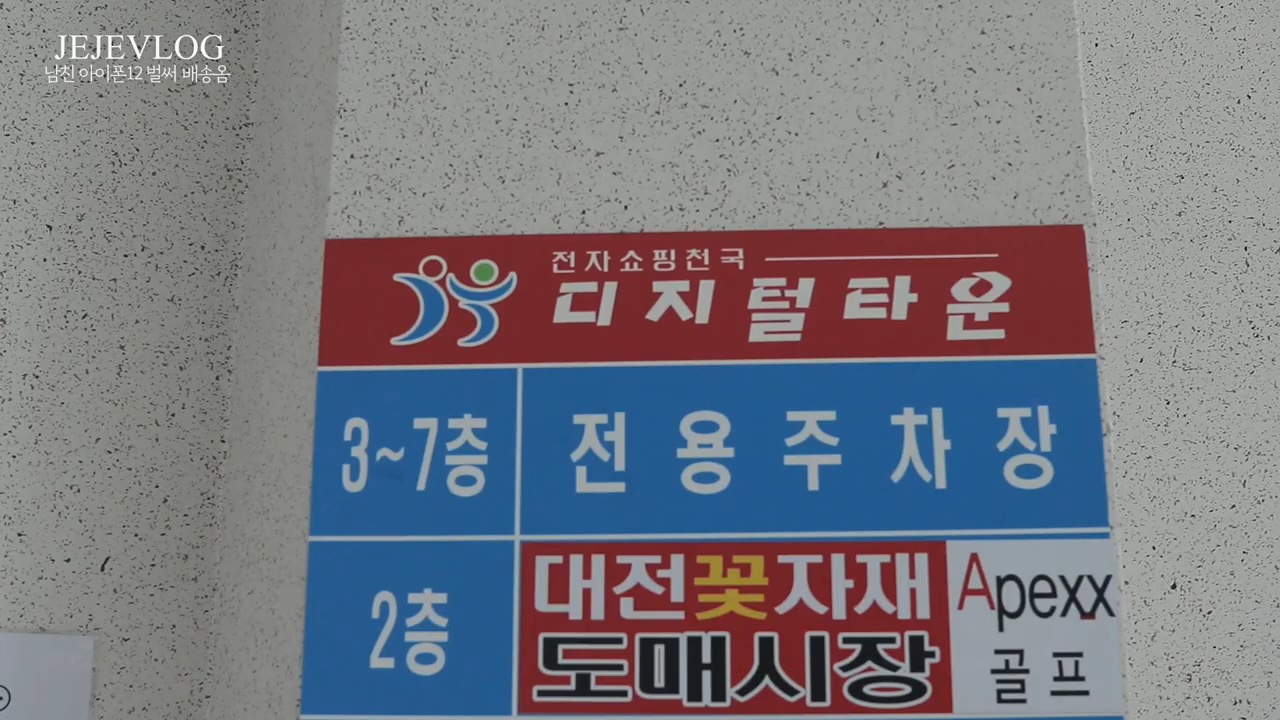 JEJEVLOG
남친 아이폰12 벌써 배송옴
전자쇼핑천국
디지털타운
3~7층 전용주차장
2층
대전꽃자재
도매시장
Apexx
골프